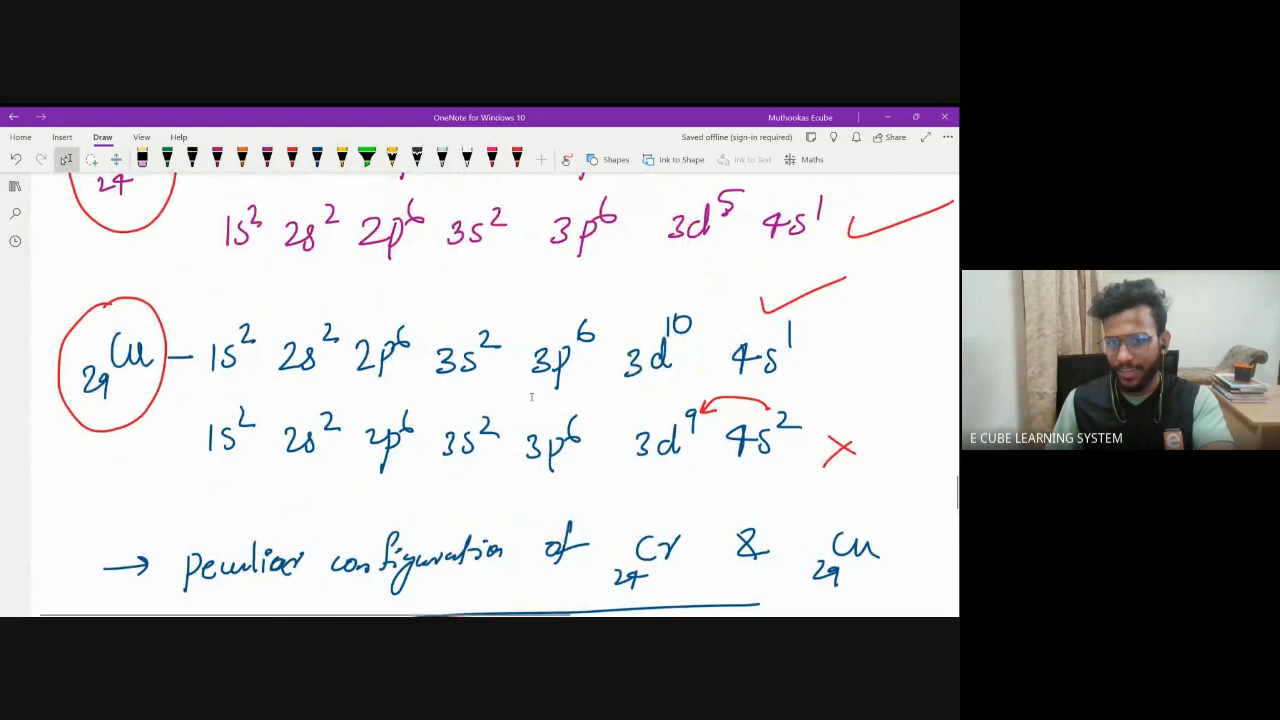 OneNote for Windows 10
Muthookas Ecube
Home Insert Draw View Help
Saved offline (sign-in required) Share
Shapes Ink to Shape Ink to Text Maths
24
1s² 2s² 2p⁶ 3s² 3p⁶ 3d⁵ 4s¹
₂₉Cu – 1s² 2s² 2p⁶ 3s² 3p⁶ 3d¹⁰ 4s¹
1s² 2s² 2p⁶ 3s² 3p⁶ 3d⁹ 4s²
→ peculiar configuration of ₂₄Cr & ₂₉Cu
E CUBE LEARNING SYSTEM